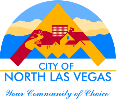 CITY OF
NORTH LAS VEGAS
Your Community of Choice